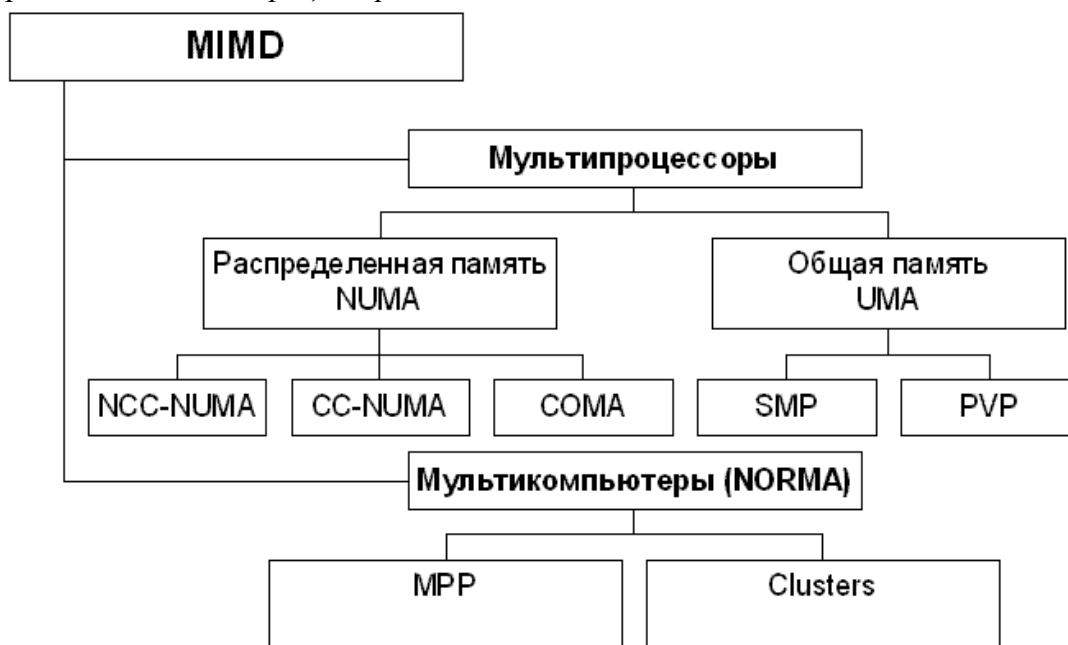 MIMD
Мультипроцессоры
Распределенная память
NUMA
Общая память
UMA
NCC-NUMA
CC-NUMA
COMA
SMP
PVP
Мультикомпьютеры (NORMA)
MPP
Clusters